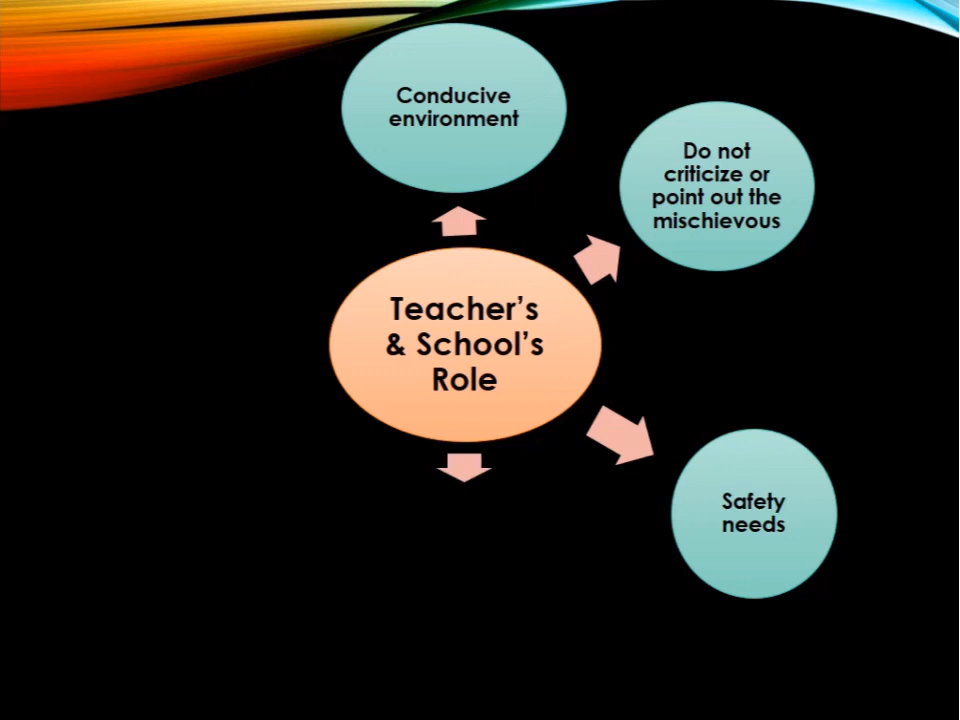 Conducive
environment
Do not
criticize or
point out the
mischievous
Teacher's
& School's
Role
Safety
needs